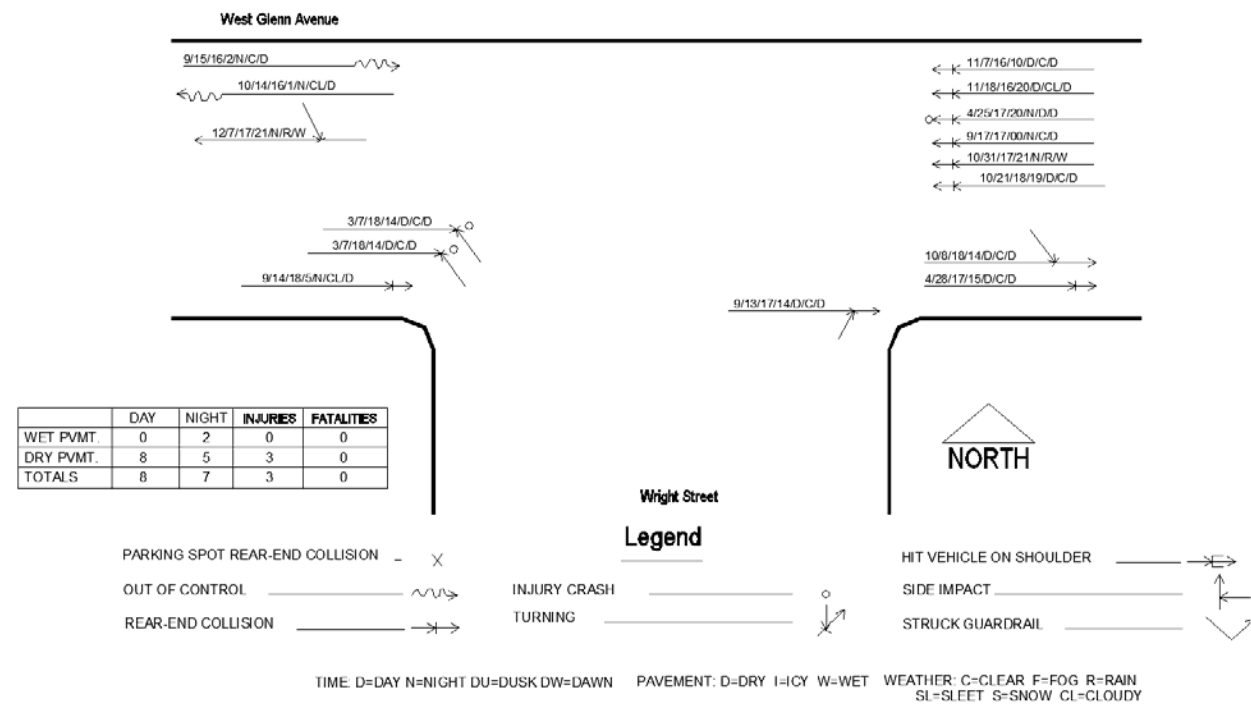 West Glenn Avenue
9/15/16/2/N/C/D
10/14/16/1/N/CL/D
12/7/17/21/N/R/W
11/7/16/10/D/C/D
11/18/16/20/D/CL/D
4/25/17/20/N/D/D
9/17/17/00/N/C/D
10/31/17/21/N/R/W
10/21/18/19/D/C/D
3/7/18/14/D/C/D
3/7/18/14/D/C/D
9/14/18/5/N/CL/D
10/8/18/14/D/C/D
4/28/17/15/D/C/D
9/13/17/14/D/C/D
DAY NIGHT INJURIES FATALITIES
WET PVMT. 0 2 0 0
DRY PVMT. 8 5 3 0
TOTALS 8 7 3 0
NORTH
Wright Street
Legend
PARKING SPOT REAR-END COLLISION
OUT OF CONTROL
REAR-END COLLISION
INJURY CRASH
TURNING
HIT VEHICLE ON SHOULDER
SIDE IMPACT
STRUCK GUARDRAIL
TIME: D=DAY N=NIGHT DU=DUSK DW=DAWN PAVEMENT: D=DRY I=ICY W=WET WEATHER: C=CLEAR F=FOG R=RAIN
SL=SLEET S=SNOW CL=CLOUDY